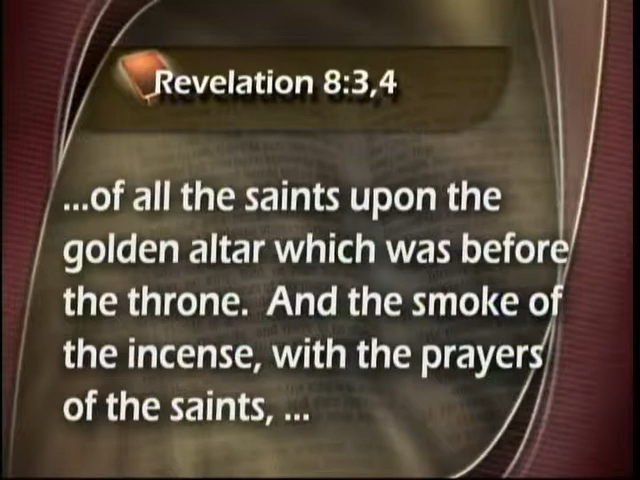 Revelation 8:3,4
...of all the saints upon the
golden altar which was before
the throne.  And the smoke of
the incense, with the prayers
of the saints, ...